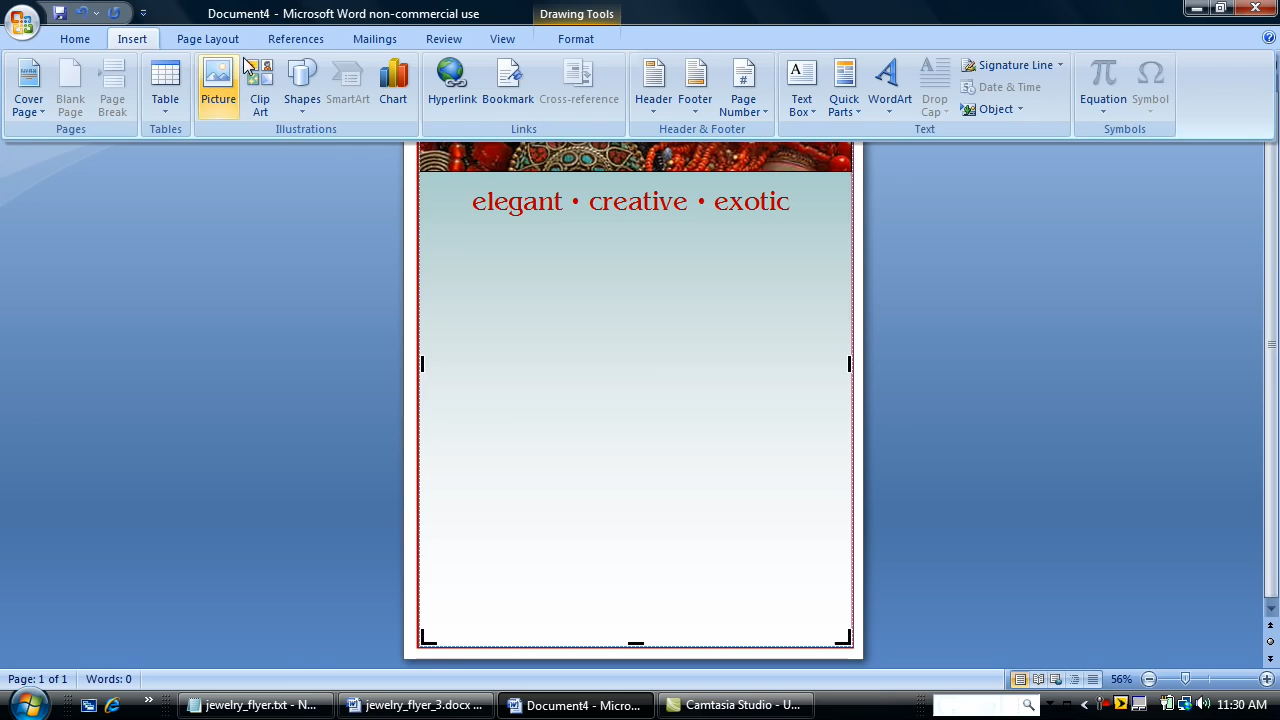 Document4 - Microsoft Word non-commercial use
Drawing Tools
Home
Insert
Page Layout
References
Mailings
Review
View
Format
Cover Page
Blank Page
Page Break
Table
Picture
Clip Art
Shapes
SmartArt
Chart
Hyperlink
Bookmark
Cross-reference
Header
Footer
Page Number
Text Box
Quick Parts
WordArt
Drop Cap
Signature Line
Date & Time
Object
Equation
Symbol
Pages
Tables
Illustrations
Links
Header & Footer
Text
Symbols
elegant • creative • exotic
Page: 1 of 1
Words: 0
56%
jewelry_flyer.txt - N...
jewelry_flyer_3.docx ...
Document4 - Micro...
Camtasia Studio - U...
11:30 AM